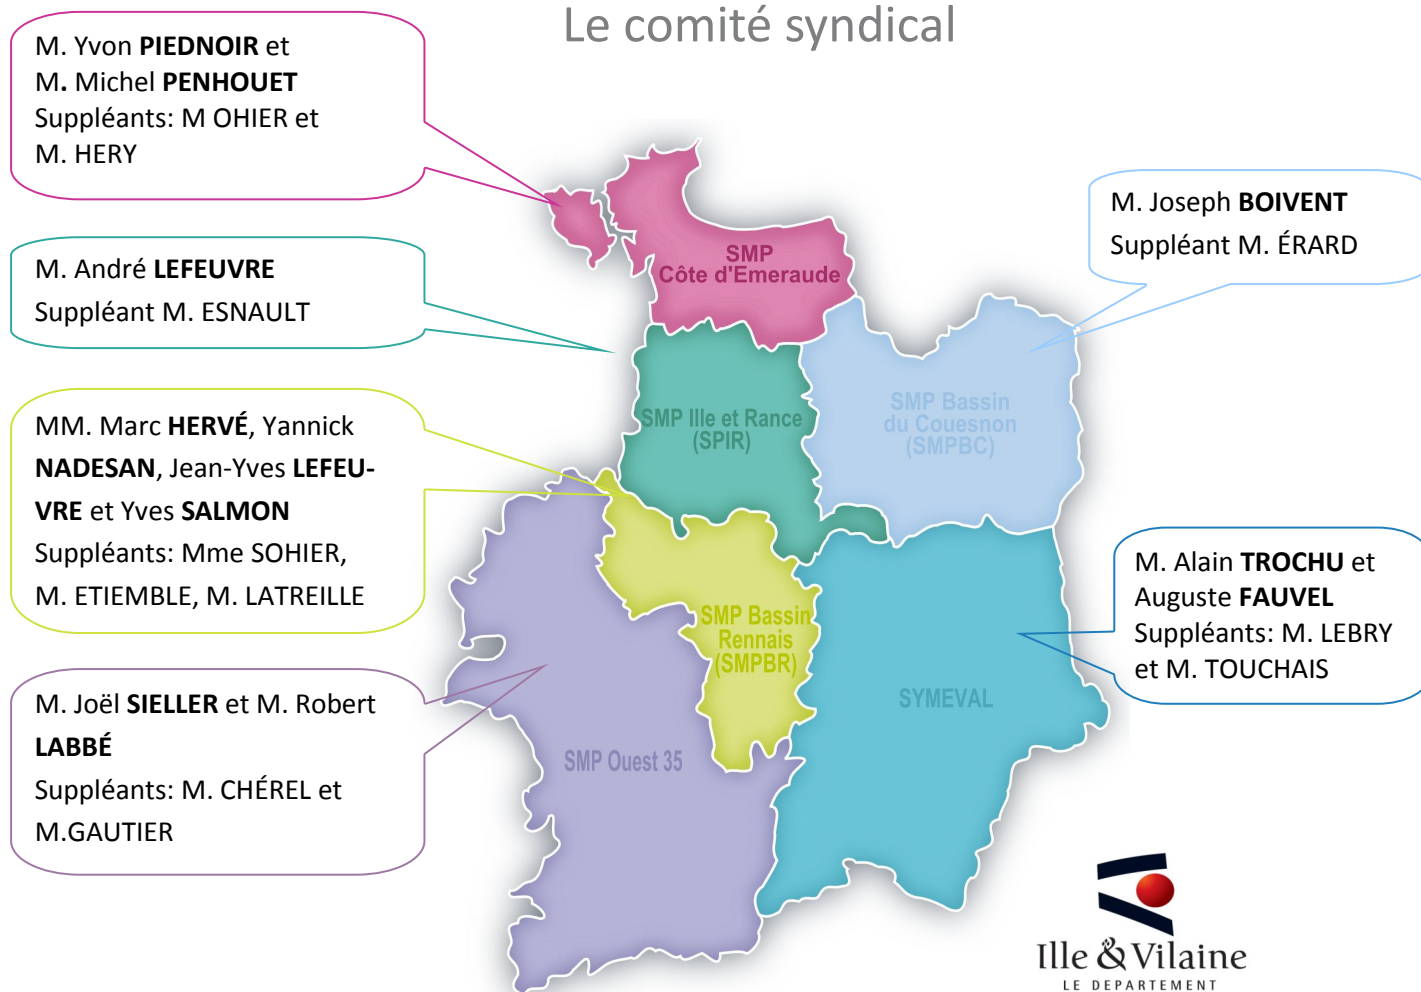 Le comité syndical
M. Yvon PIEDNOIR et
M. Michel PENHOUET
Suppléants: M OHIER et
M. HERY
M. André LEFEUVRE
Suppléant M. ESNAULT
MM. Marc HERVÉ, Yannick
NADESAN, Jean-Yves LEFEU-
VRE et Yves SALMON
Suppléants: Mme SOHIER,
M. ETIEMBLE, M. LATREILLE
M. Joël SIELLER et M. Robert
LABBÉ
Suppléants: M. CHÉREL et
M.GAUTIER
M. Joseph BOIVENT
Suppléant M. ÉRARD
M. Alain TROCHU et
Auguste FAUVEL
Suppléants: M. LEBRY
et M. TOUCHAIS
SMP
Côte d'Emeraude
SMP Ille et Rance
(SPIR)
SMP Bassin
du Couesnon
(SMPBC)
SMP Bassin
Rennais
(SMPBR)
SYMEVAL
SMP Ouest 35
Ille & Vilaine
LE DEPARTEMENT